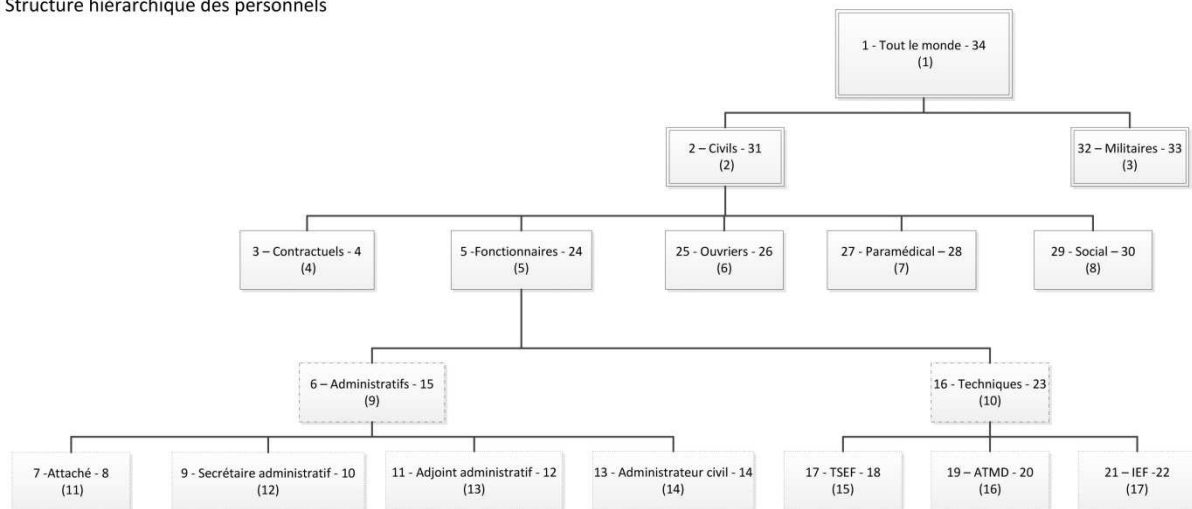 Structure hiérarchique des personnels
1 - Tout le monde - 34
(1)
2 – Civils - 31
(2)
32 – Militaires - 33
(3)
3 – Contractuels - 4
(4)
5 -Fonctionnaires - 24
(5)
25 - Ouvriers - 26
(6)
27 - Paramédical – 28
(7)
29 - Social – 30
(8)
6 – Administratifs - 15
(9)
16 - Techniques - 23
(10)
7 -Attaché - 8
(11)
9 - Secrétaire administratif - 10
(12)
11 - Adjoint administratif - 12
(13)
13 - Administrateur civil - 14
(14)
17 - TSEF - 18
(15)
19 – ATMD - 20
(16)
21 – IEF -22
(17)